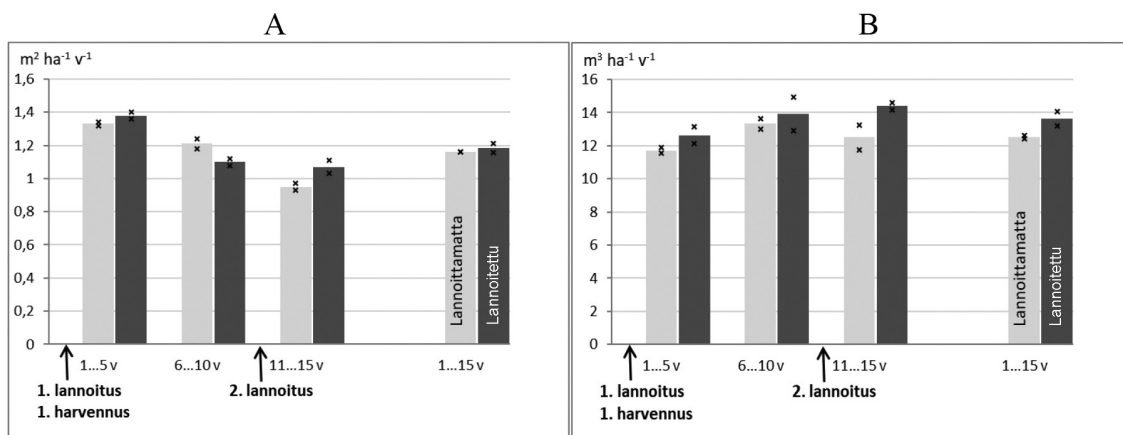 A
m² ha⁻¹ v⁻¹
1,6
1,4
1,2
1
0,8
0,6
0,4
0,2
0
Lannoittamatta
Lannoitettu
1…5 v
6…10 v
11…15 v
1…15 v
1. lannoitus
1. harvennus
2. lannoitus
B
m³ ha⁻¹ v⁻¹
16
14
12
10
8
6
4
2
0
Lannoittamatta
Lannoitettu
1…5 v
6…10 v
11…15 v
1…15 v
1. lannoitus
1. harvennus
2. lannoitus